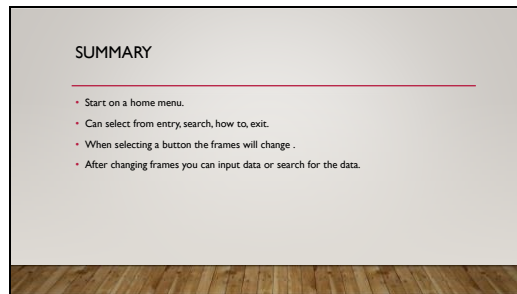 SUMMARY
• Start on a home menu.
• Can select from entry, search, how to, exit.
• When selecting a button the frames will change .
• After changing frames you can input data or search for the data.